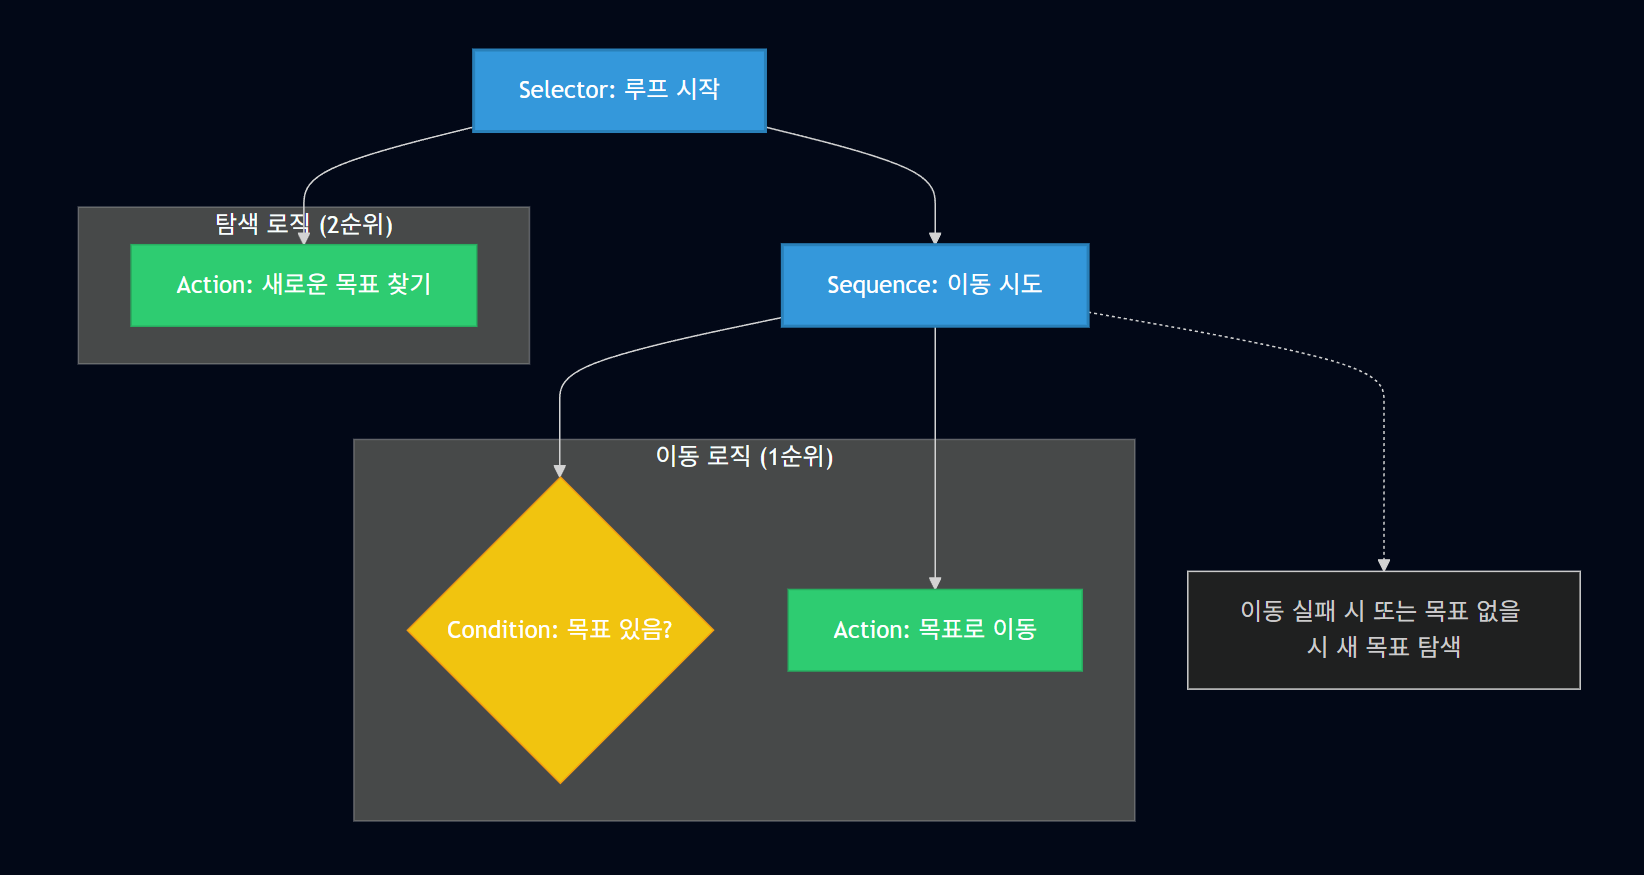 Selector: 루프 시작
탐색 로직 (2순위)
Action: 새로운 목표 찾기
Sequence: 이동 시도
이동 로직 (1순위)
Condition: 목표 있음?
Action: 목표로 이동
이동 실패 시 또는 목표 없을
시 새 목표 탐색